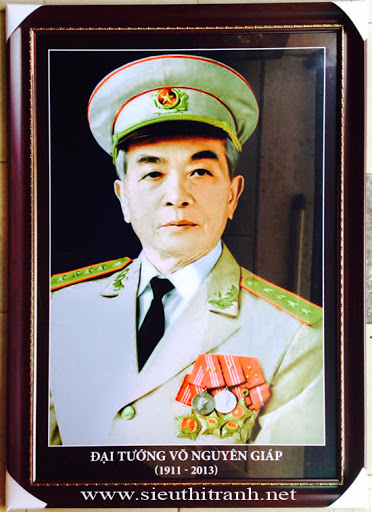 ĐẠI TƯỚNG VÕ NGUYÊN GIÁP
(1911 - 2013)
www.sieuthitranh.net